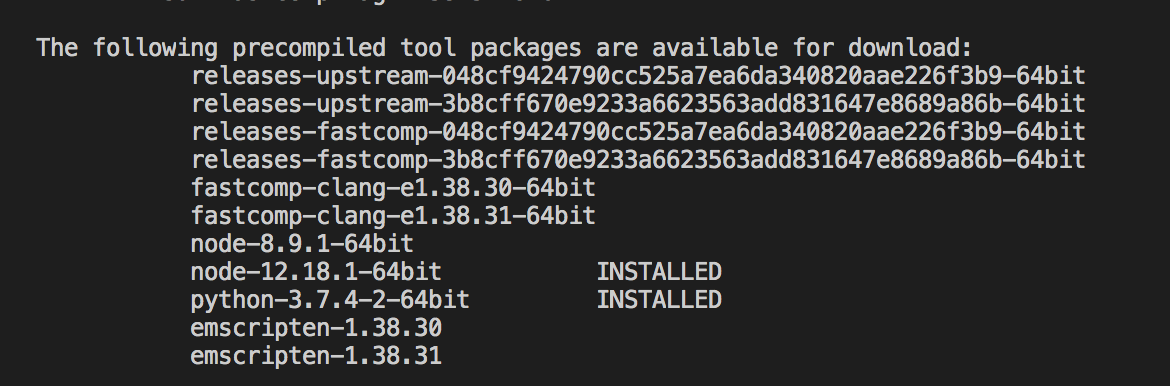 The following precompiled tool packages are available for download:
releases-upstream-048cf9424790cc525a7ea6da340820aae226f3b9-64bit
releases-upstream-3b8cff670e9233a6623563add831647e8689a86b-64bit
releases-fastcomp-048cf9424790cc525a7ea6da340820aae226f3b9-64bit
releases-fastcomp-3b8cff670e9233a6623563add831647e8689a86b-64bit
fastcomp-clang-e1.38.30-64bit
fastcomp-clang-e1.38.31-64bit
node-8.9.1-64bit
node-12.18.1-64bit INSTALLED
python-3.7.4-2-64bit INSTALLED
emscripten-1.38.30
emscripten-1.38.31